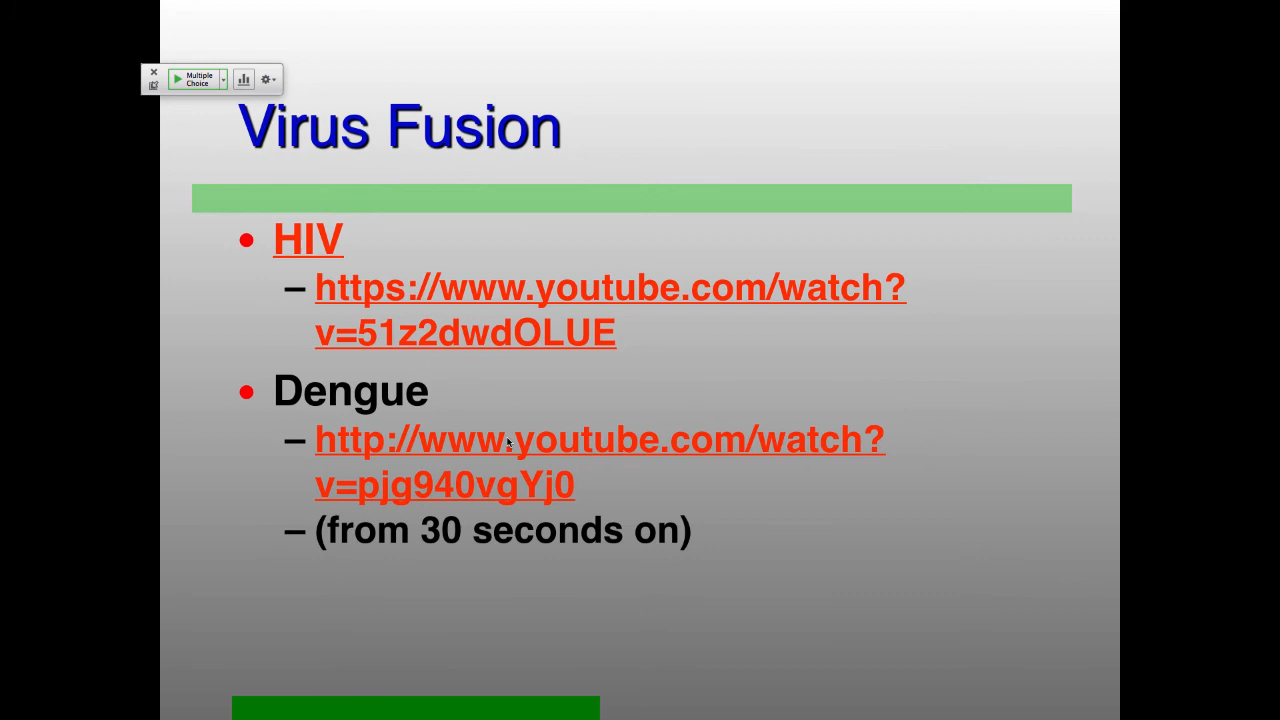 Multiple
Choice
Virus Fusion
• HIV
– https://www.youtube.com/watch?
v=51z2dwdOLUE
• Dengue
– http://www.youtube.com/watch?
v=pjg940vgYj0
– (from 30 seconds on)